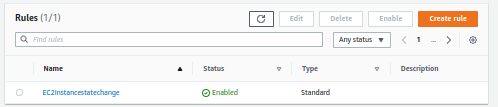 Rules (1/1)
Edit
Delete
Enable
Create rule
Find rules
Any status
1
...
Name
Status
Type
Description
EC2instancestatechange
Enabled
Standard